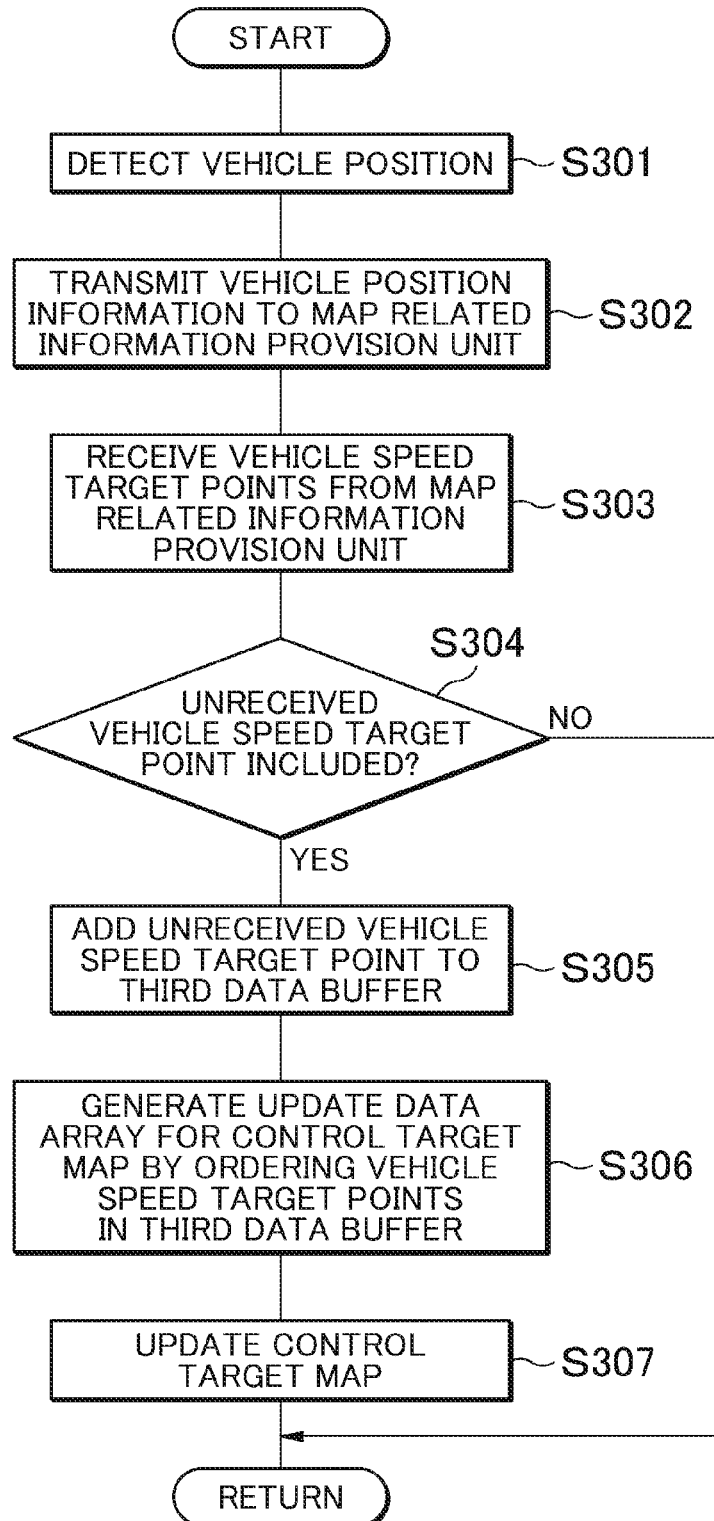 START
DETECT VEHICLE POSITION
S301
TRANSMIT VEHICLE POSITION
INFORMATION TO MAP RELATED
INFORMATION PROVISION UNIT
S302
RECEIVE VEHICLE SPEED
TARGET POINTS FROM MAP
RELATED INFORMATION
PROVISION UNIT
S303
S304
UNRECEIVED
VEHICLE SPEED TARGET
POINT INCLUDED?
NO
YES
ADD UNRECEIVED VEHICLE
SPEED TARGET POINT TO
THIRD DATA BUFFER
S305
GENERATE UPDATE DATA
ARRAY FOR CONTROL TARGET
MAP BY ORDERING VEHICLE
SPEED TARGET POINTS
IN THIRD DATA BUFFER
S306
UPDATE CONTROL
TARGET MAP
S307
RETURN